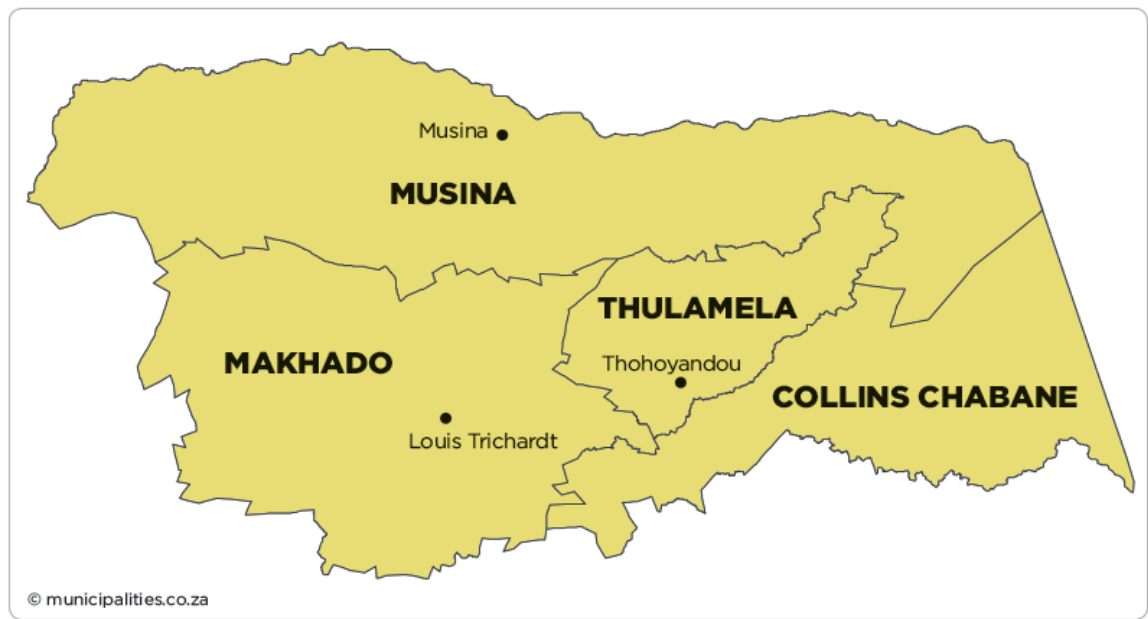 Musina
MUSINA
THULAMELA
MAKHADO
Thohoyandou
COLLINS CHABANE
Louis Trichardt
© municipalities.co.za